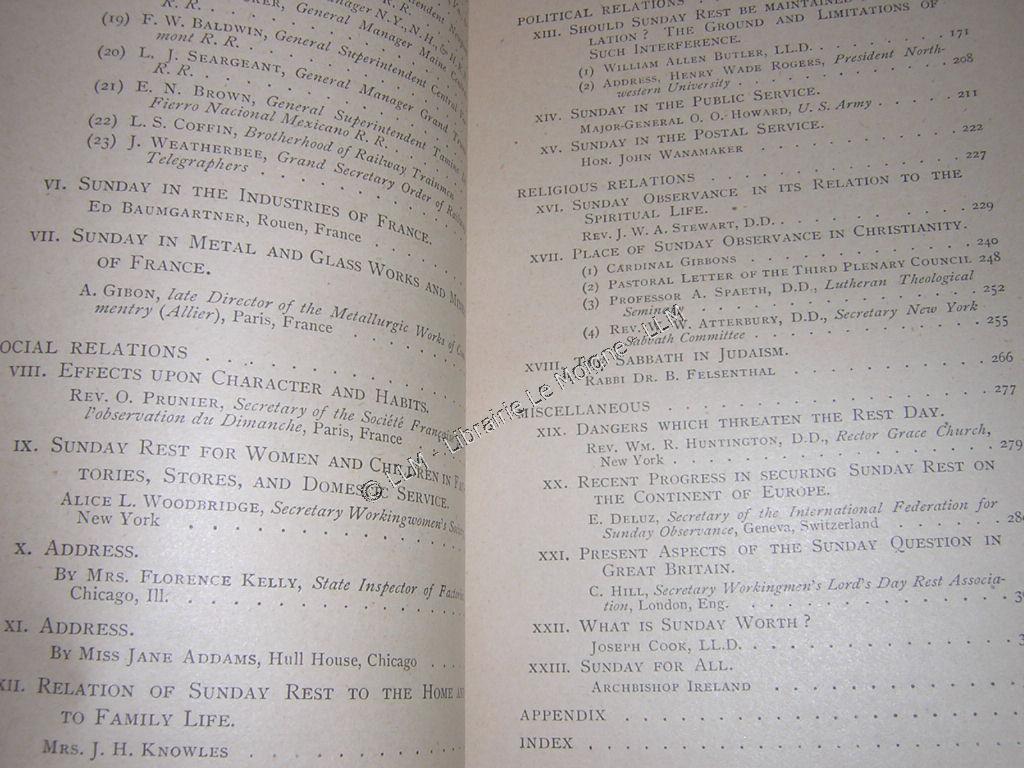 R. R.
(19) F. W. Baldwin, General Superintendent Central
mont R. R.
(20) L. J. Seargeant, General Manager Grand
R. R.
(21) E. N. Brown, General Superintendent
Fierro Nacional Mexicano R. R.
(22) L. S. Coffin, Brotherhood of Railway Trainmen
(23) J. Weatherbee, Grand Secretary Order of
Telegraphers
VI. Sunday in the Industries of France.
Ed Baumgartner, Rouen, France
VII. Sunday in Metal and Glass Works and
of France.
A. Gibon, late Director of the Metallurgic Works of
mentry (Allier), Paris, France
OCIAL RELATIONS
VIII. Effects upon Character and Habits.
Rev. O. Prunier, Secretary of the Société
l'observation du Dimanche, Paris, France
IX. Sunday Rest for Women and Children in
tories, Stores, and Domestic Service.
Alice L. Woodbridge, Secretary Workingwomen's
New York
X. Address.
By Mrs. Florence Kelly, State Inspector of
Chicago, Ill.
XI. Address.
By Miss Jane Addams, Hull House, Chicago
XII. Relation of Sunday Rest to the Home
to Family Life.
Mrs. J. H. Knowles
POLITICAL RELATIONS
XIII. Should Sunday Rest be Maintained
lation? The Ground and Limitations of
such Interference.
(1) William Allen Butler, LL.D. 171
(2) Address, Henry Wade Rogers, President North-
western University 208
XIV. Sunday in the Public Service.
Major-General O. O. Howard, U. S. Army 211
XV. Sunday in the Postal Service.
Hon. John Wanamaker 222
RELIGIOUS RELATIONS 227
XVI. Sunday Observance in its Relation to the
Spiritual Life.
Rev. J. W. A. Stewart, D.D. 229
XVII. Place of Sunday Observance in Christianity.
(1) Cardinal Gibbons 240
(2) Pastoral Letter of the Third Plenary Council 248
(3) Professor A. Spaeth, D.D., Lutheran Theological
Seminary 252
(4) Rev. W. W. Atterbury, D.D., Secretary New York
Sabbath Committee 255
XVIII. The Sabbath in Judaism.
Rabbi Dr. B. Felsenthal 266
MISCELLANEOUS 277
XIX. Dangers which threaten the Rest Day.
Rev. Wm. R. Huntington, D.D., Rector Grace Church,
New York 279
XX. Recent Progress in securing Sunday Rest on
the Continent of Europe.
E. Deluz, Secretary of the International Federation for
Sunday Observance, Geneva, Switzerland
XXI. Present Aspects of the Sunday Question in
Great Britain.
C. Hill, Secretary Workingmen's Lord's Day Rest Associa-
tion, London, Eng.
XXII. What is Sunday Worth?
Joseph Cook, LL.D.
XXIII. Sunday for All.
Archbishop Ireland
APPENDIX
INDEX
© LLM - Librairie Le Moigne - LLM